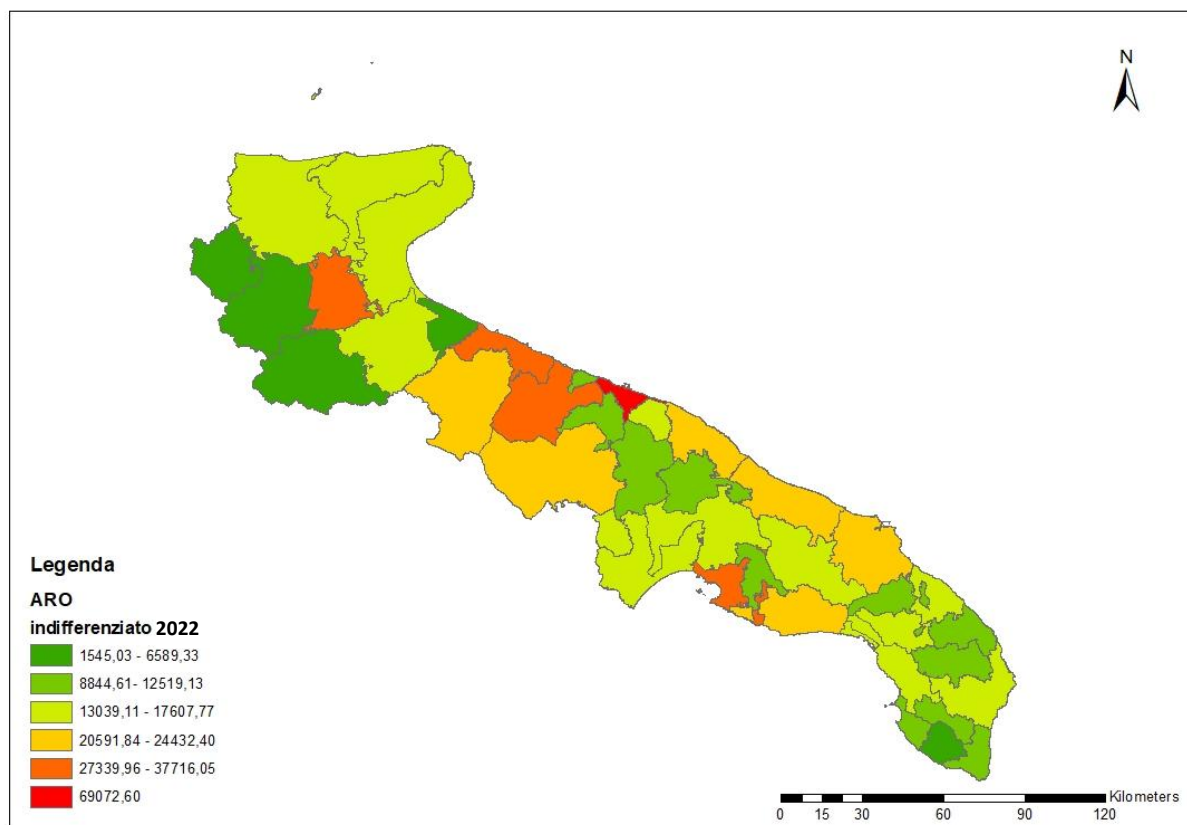 N
Legenda
ARO
indifferenziato 2022
1545,03 - 6589,33
8844,61- 12519,13
13039,11 - 17607,77
20591,84 - 24432,40
27339,96 - 37716,05
69072,60
Kilometers
0 15 30 60 90 120